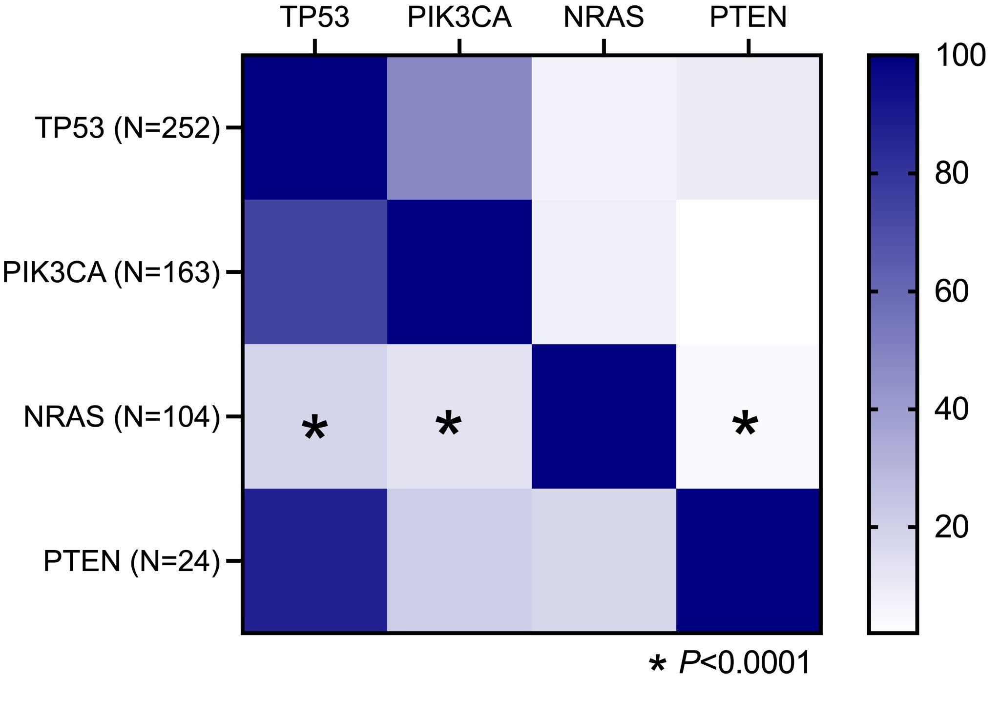 TP53 PIK3CA NRAS PTEN
100
TP53 (N=252)
80
PIK3CA (N=163)
60
NRAS (N=104)
40
* * *
20
PTEN (N=24)
* P<0.0001